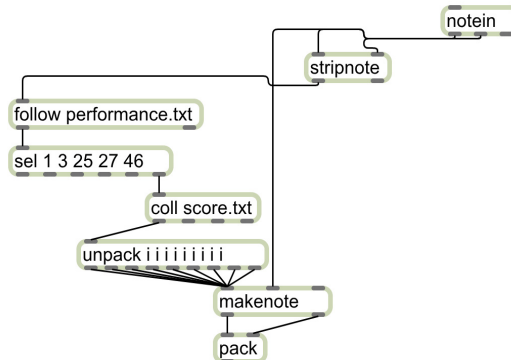 notein
stripnote
follow performance.txt
sel 1 3 25 27 46
coll score.txt
unpack i i i i i i i i i
makenote
pack